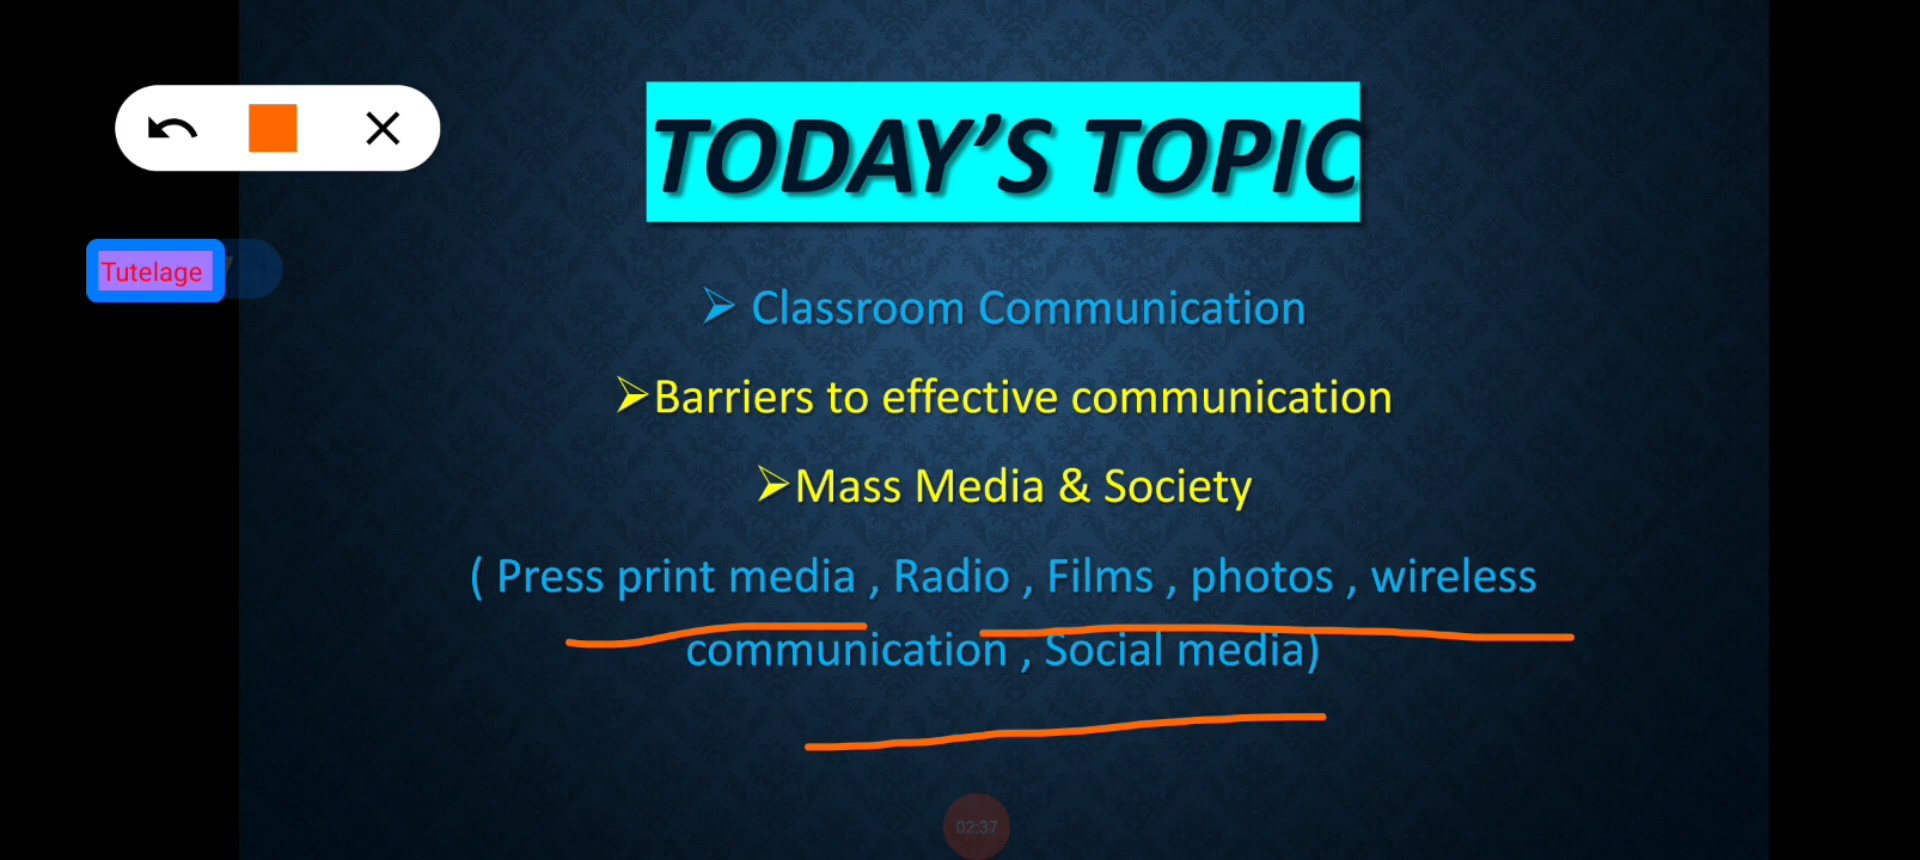 TODAY'S TOPIC
Tutelage
➢ Classroom Communication
➢Barriers to effective communication
➢Mass Media & Society
( Press print media , Radio , Films , photos , wireless
communication , Social media)
02:37